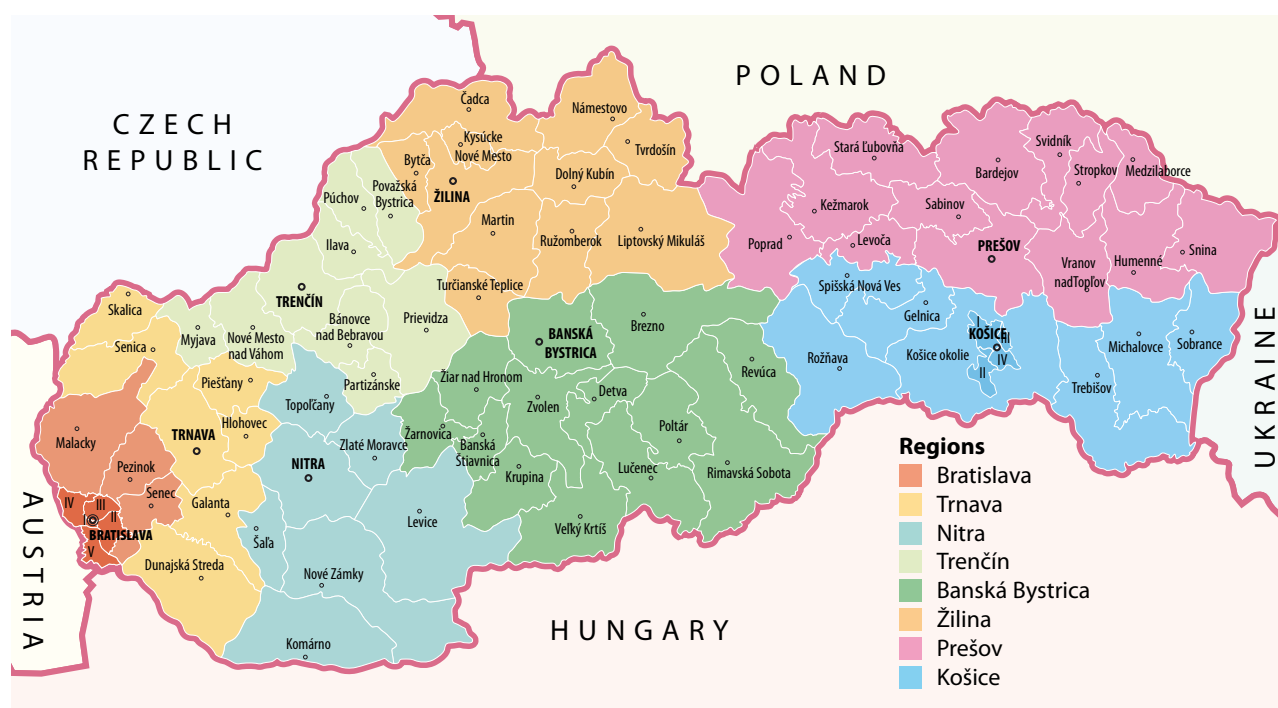 POLAND
CZECH
REPUBLIC
AUSTRIA
HUNGARY
UKRAINE
Čadca
Kysúcke
Nové Mesto
Bytča
ŽILINA
Námestovo
Tvrdošín
Dolný Kubín
Martin
Ružomberok
Liptovský Mikuláš
Turčianske Teplice
Púchov
Považská
Bystrica
Ilava
TRENČÍN
Bánovce
nad Bebravou
Prievidza
Myjava
Nové Mesto
nad Váhom
Partizánske
Stará Ľubovňa
Svidník
Bardejov
Stropkov
Medzilaborce
Kežmarok
Sabinov
Poprad
Levoča
PREŠOV
Vranov
nadTopľov
Humenné
Snina
Spišská Nová Ves
Gelnica
Rožňava
Košice okolie
I
KOŠICE
III
IV
II
Trebišov
Michalovce
Sobrance
Skalica
Senica
Piešťany
Hlohovec
TRNAVA
Galanta
Dunajská Streda
Malacky
Pezinok
Senec
IV
III
I
II
BRATISLAVA
V
Topoľčany
Zlaté Moravce
NITRA
Levice
Šaľa
Nové Zámky
Komárno
BANSKÁ
BYSTRICA
Brezno
Revúca
Žiar nad Hronom
Detva
Zvolen
Žarnovica
Banská
Štiavnica
Poltár
Krupina
Lučenec
Rimavská Sobota
Veľký Krtíš
Regions
Bratislava
Trnava
Nitra
Trenčín
Banská Bystrica
Žilina
Prešov
Košice